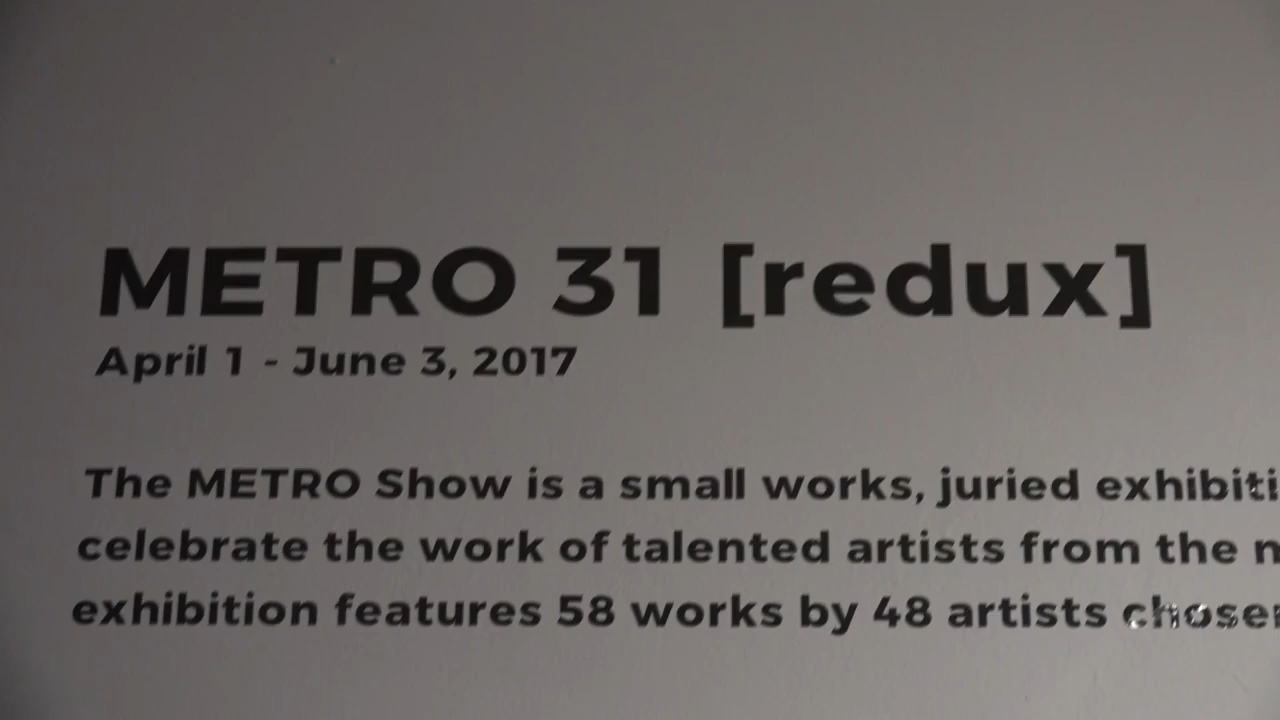 METRO 31 [redux]
April 1 - June 3, 2017
The METRO Show is a small works, juried
celebrate the work of talented artists from the
exhibition features 58 works by 48 artists